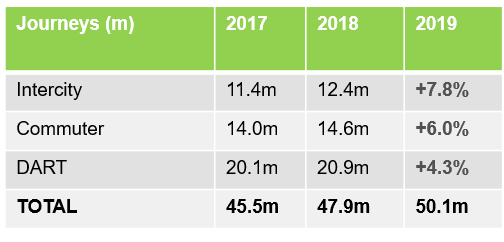 Journeys (m) 2017 2018 2019
Intercity 11.4m 12.4m +7.8%
Commuter 14.0m 14.6m +6.0%
DART 20.1m 20.9m +4.3%
TOTAL 45.5m 47.9m 50.1m